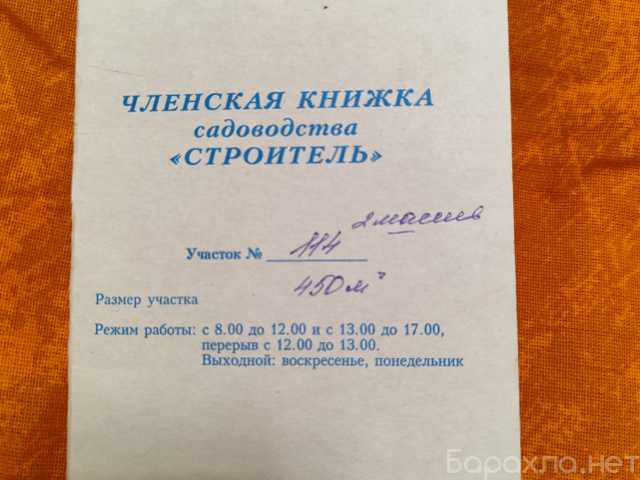 ЧЛЕНСКАЯ КНИЖКА
садоводства
«СТРОИТЕЛЬ»
2 массив
Участок № 114
450 м²
Размер участка
Режим работы: с 8.00 до 12.00 и с 13.00 до 17.00,
перерыв с 12.00 до 13.00.
Выходной: воскресенье, понедельник
Барахла.нет